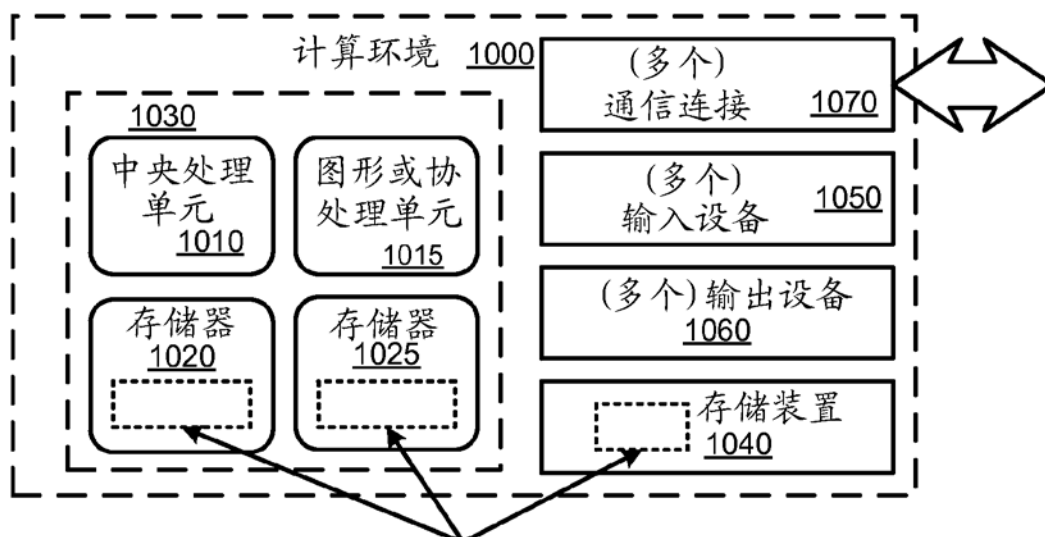 计算环境 1000
1030
中央处理
单元
1010
图形或协
处理单元
1015
存储器
1020
存储器
1025
(多个)
通信连接 1070
(多个)
输入设备
1050
(多个)输出设备
1060
存储装置
1040